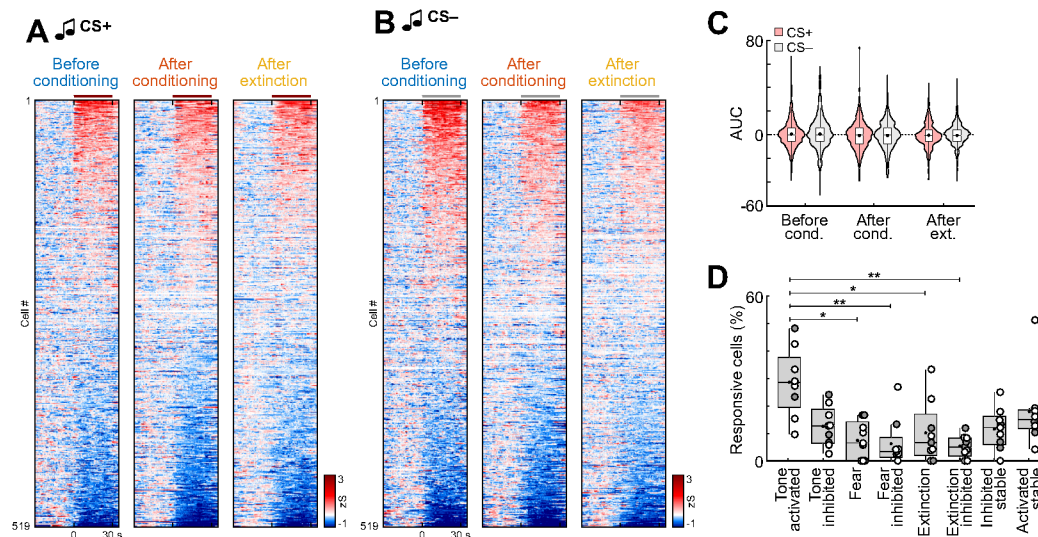 A CS+
Before conditioning
After conditioning
After extinction
1
Cell #
519
0 30 s
3
zS
-1
B CS–
Before conditioning
After conditioning
After extinction
1
Cell #
519
0 30 s
3
zS
-1
C
CS+
CS–
80
0
-60
AUC
Before cond.
After cond.
After ext.
D
**
*
**
*
60
0
Responsive cells (%)
Tone activated
Tone inhibited
Fear
Fear inhibited
Extinction
Extinction inhibited
Inhibited stable
Activated stable